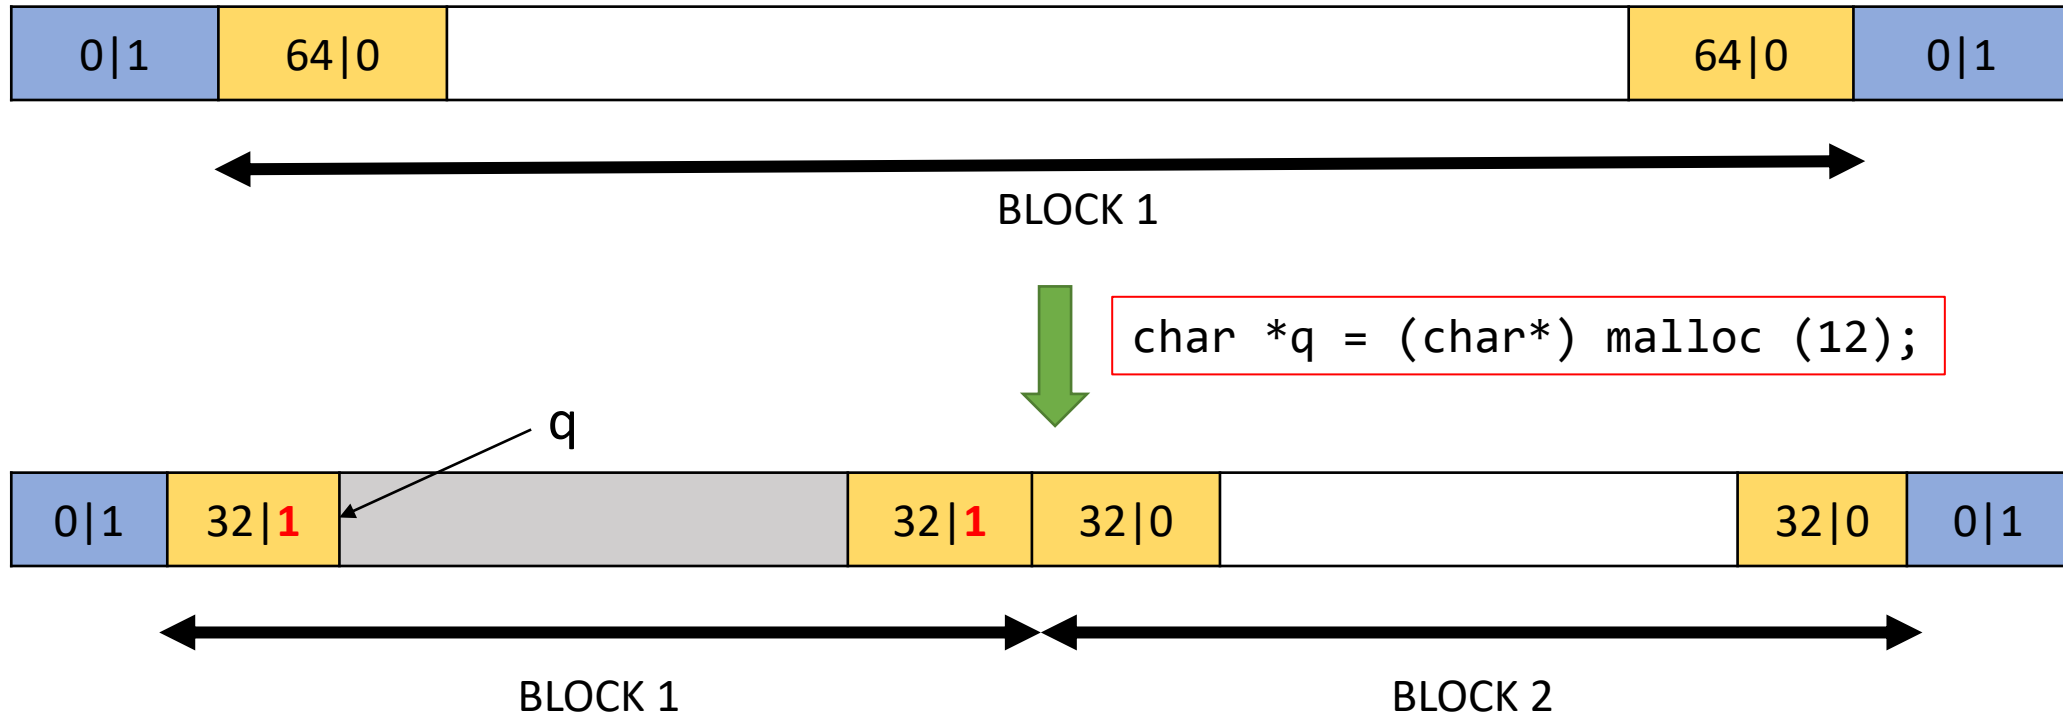 0|1 64|0 64|0 0|1
BLOCK 1
char *q = (char*) malloc (12);
q
0|1 32|1 32|1 32|0 32|0 0|1
BLOCK 1 BLOCK 2